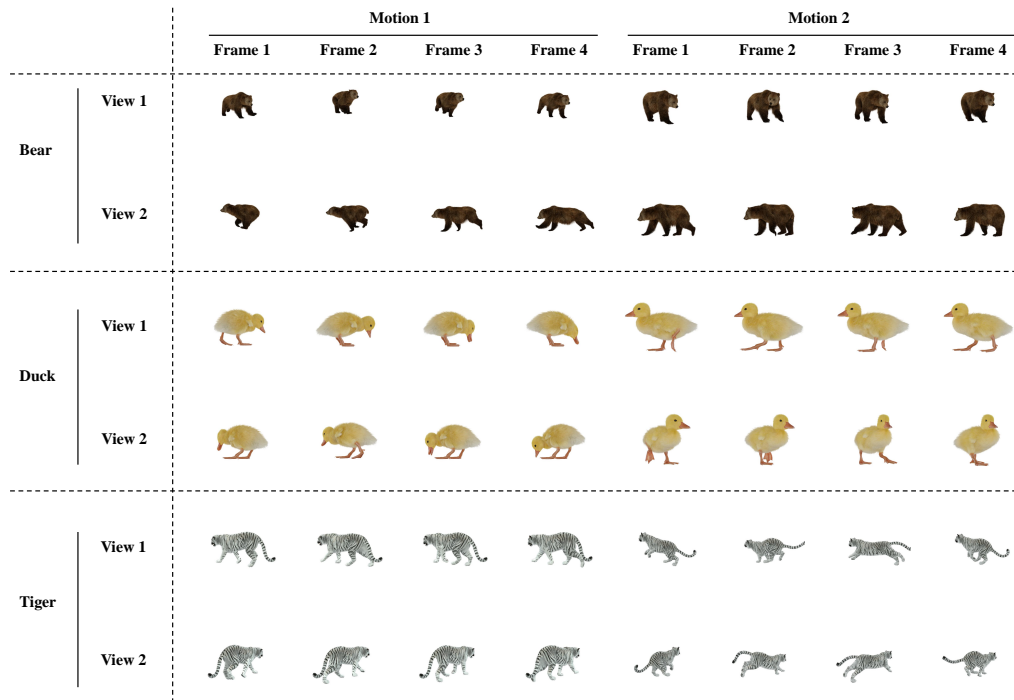 Motion 1 Motion 2
Frame 1 Frame 2 Frame 3 Frame 4 Frame 1 Frame 2 Frame 3 Frame 4
View 1
Bear
View 2
View 1
Duck
View 2
View 1
Tiger
View 2